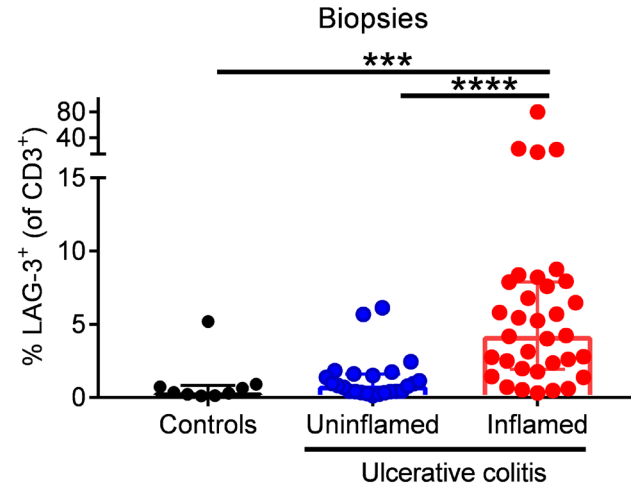 Biopsies
***
****
% LAG-3⁺ (of CD3⁺)
80
40
15
10
5
0
Controls
Uninflamed
Inflamed
Ulcerative colitis